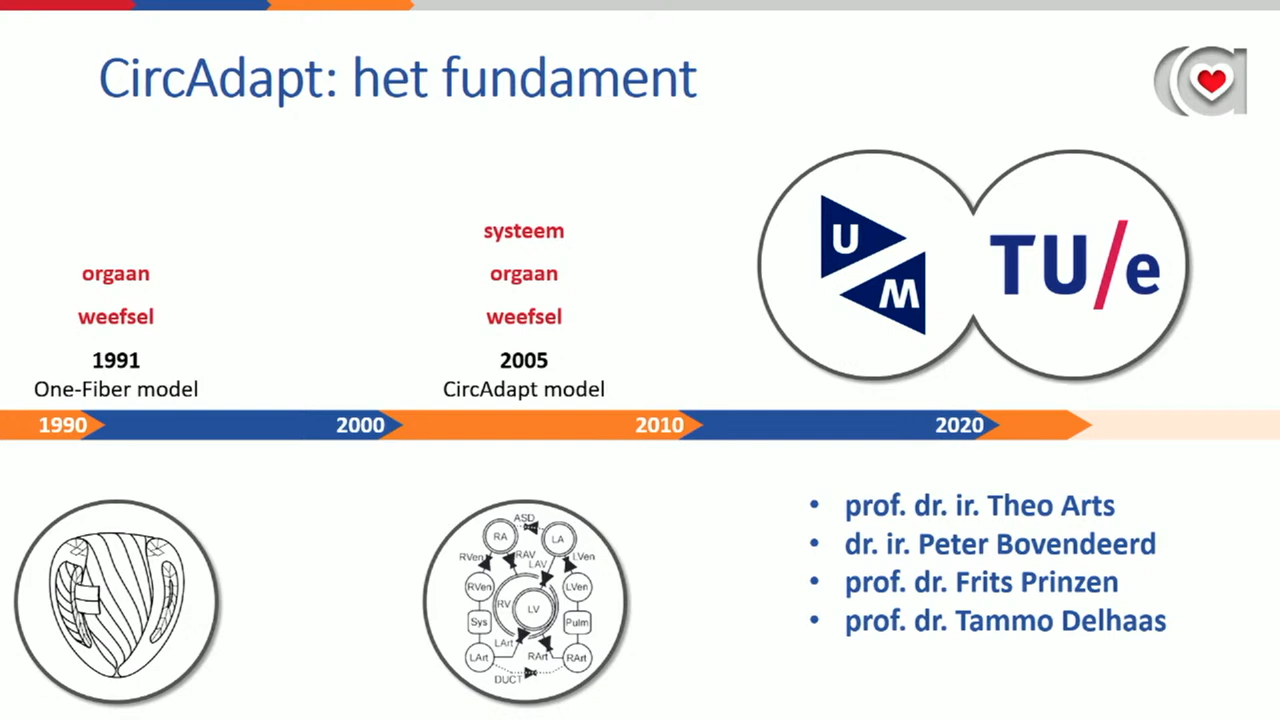 CircAdapt: het fundament
systeem
orgaan
orgaan
weefsel
weefsel
1991
2005
One-Fiber model
CircAdapt model
1990
2000
2010
2020
U
M
TU/e
ASD
RA
LA
RVen
RAV
LAV
LVen
RVen
LVen
RV
LV
Sys
Pulm
LArt
RArt
LArt
RArt
DUCT
• prof. dr. ir. Theo Arts
• dr. ir. Peter Bovendeerd
• prof. dr. Frits Prinzen
• prof. dr. Tammo Delhaas